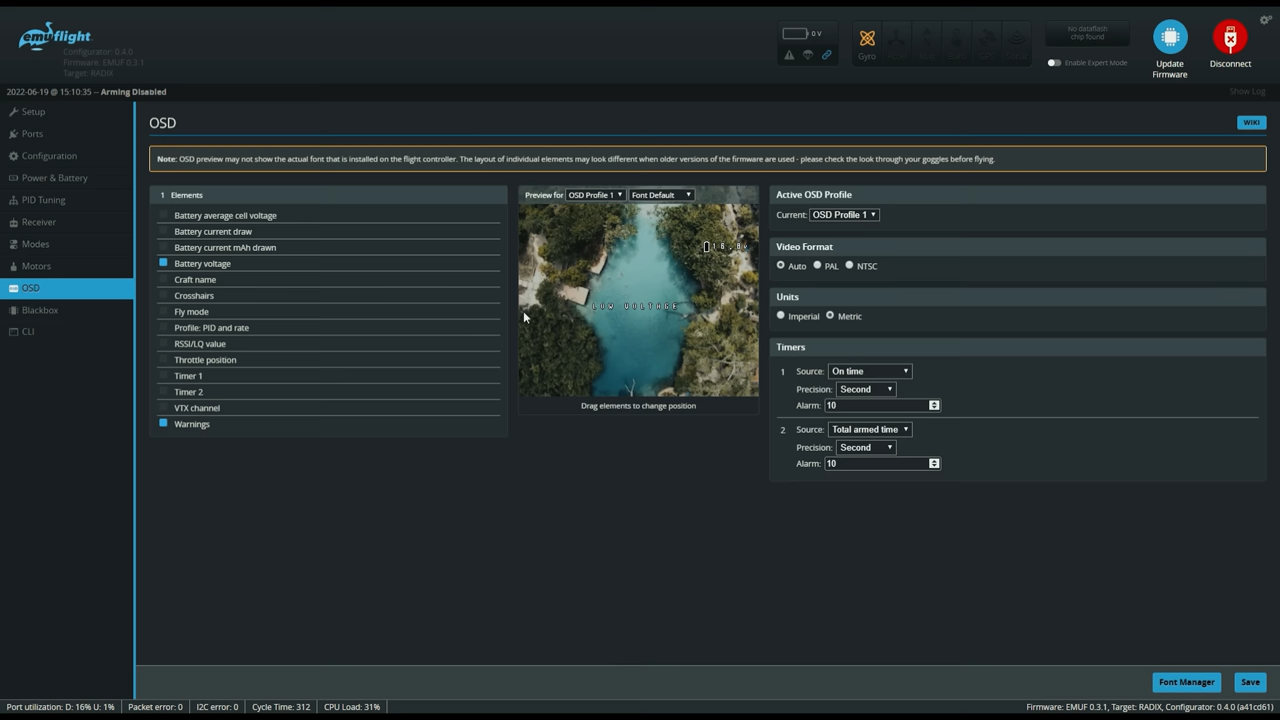 emuflight
Configurator: 0.4.0
Firmware: EMUF 0.3.1
Target: RADIX
0 V
Gyro
No dataflash
chip found
Enable Expert Mode
Update
Firmware
Disconnect
2022-06-19 @ 15:10:35 -- Arming Disabled
Show Log
Setup
Ports
Configuration
Power & Battery
PID Tuning
Receiver
Modes
Motors
OSD
Blackbox
CLI
OSD
WIKI
Note: OSD preview may not show the actual font that is installed on the flight controller. The layout of individual elements may look different when older versions of the firmware are used - please check the look through your goggles before flying.
1 Elements
Battery average cell voltage
Battery current draw
Battery current mAh drawn
Battery voltage
Craft name
Crosshairs
Fly mode
Profile: PID and rate
RSSI/LQ value
Throttle position
Timer 1
Timer 2
VTX channel
Warnings
Preview for OSD Profile 1 Font Default
16.8V
LOW VOLTAGE
Drag elements to change position
Active OSD Profile
Current: OSD Profile 1
Video Format
Auto PAL NTSC
Units
Imperial Metric
Timers
1 Source: On time
Precision: Second
Alarm: 10
2 Source: Total armed time
Precision: Second
Alarm: 10
Font Manager
Save
Port utilization: D: 16% U: 1% Packet error: 0 I2C error: 0 Cycle Time: 312 CPU Load: 31% Firmware: EMUF 0.3.1, Target: RADIX, Configurator: 0.4.0 (a41cd61)